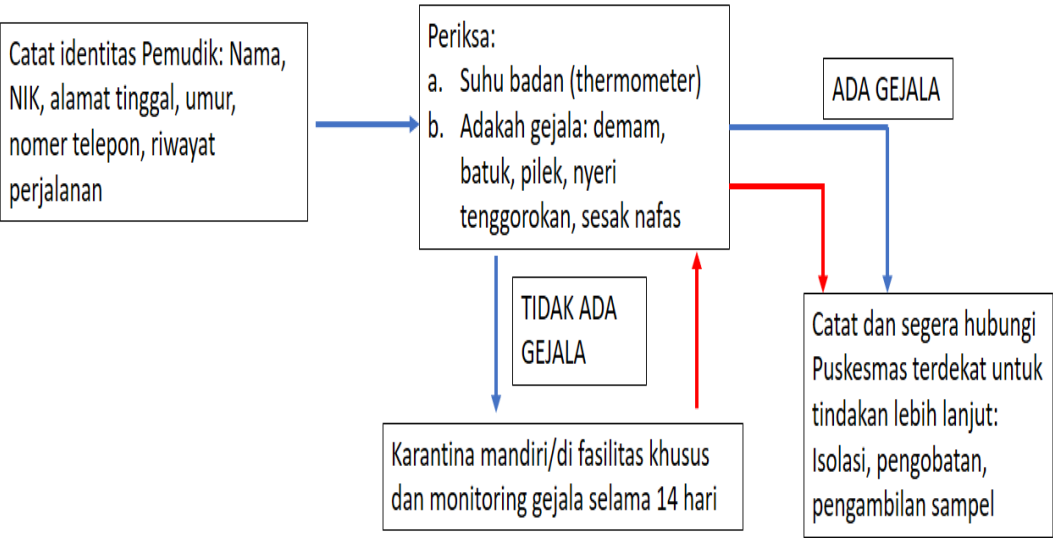 Catat identitas Pemudik: Nama,
NIK, alamat tinggal, umur,
nomer telepon, riwayat
perjalanan
Periksa:
a. Suhu badan (thermometer)
b. Adakah gejala: demam,
batuk, pilek, nyeri
tenggorokan, sesak nafas
ADA GEJALA
TIDAK ADA
GEJALA
Karantina mandiri/di fasilitas khusus
dan monitoring gejala selama 14 hari
Catat dan segera hubungi
Puskesmas terdekat untuk
tindakan lebih lanjut:
Isolasi, pengobatan,
pengambilan sampel